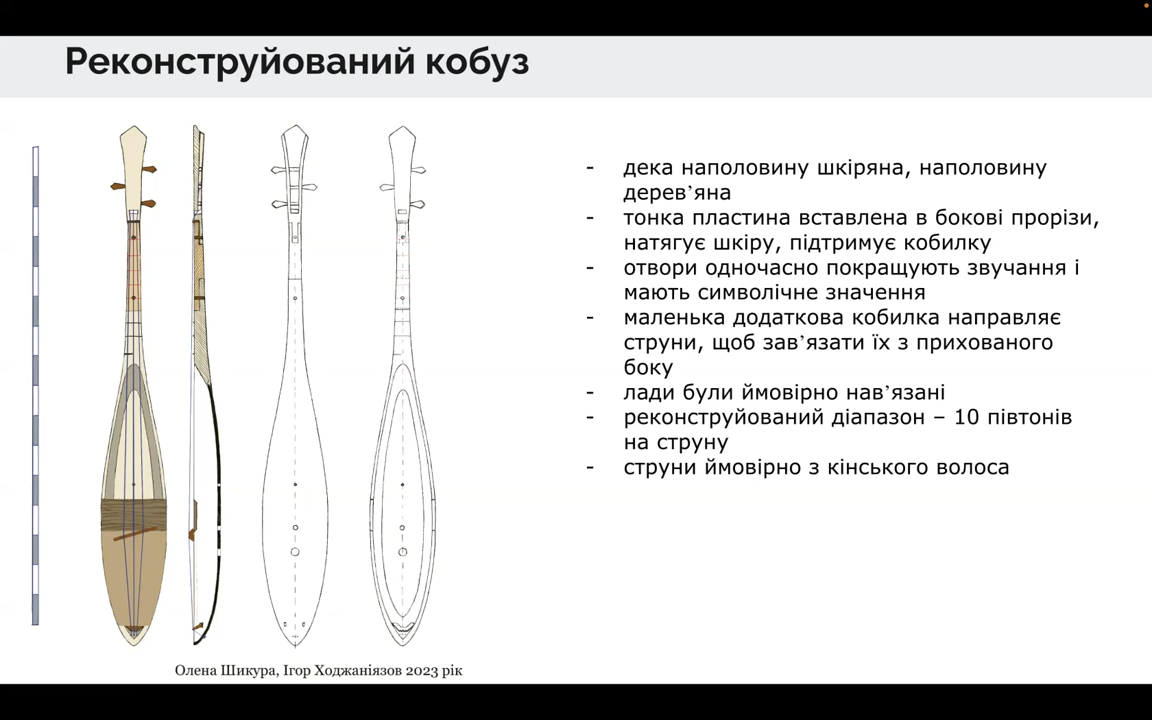 Реконструйований кобуз
- дека наполовину шкіряна, наполовину
дерев’яна
- тонка пластина вставлена в бокові прорізи,
натягує шкіру, підтримує кобилку
- отвори одночасно покращують звучання і
мають символічне значення
- маленька додаткова кобилка направляє
струни, щоб зав’язати їх з прихованого
боку
- лади були ймовірно нав’язані
- реконструйований діапазон – 10 півтонів
на струну
- струни ймовірно з кінського волоса
Олена Шикура, Ігор Ходжаніязов 2023 рік